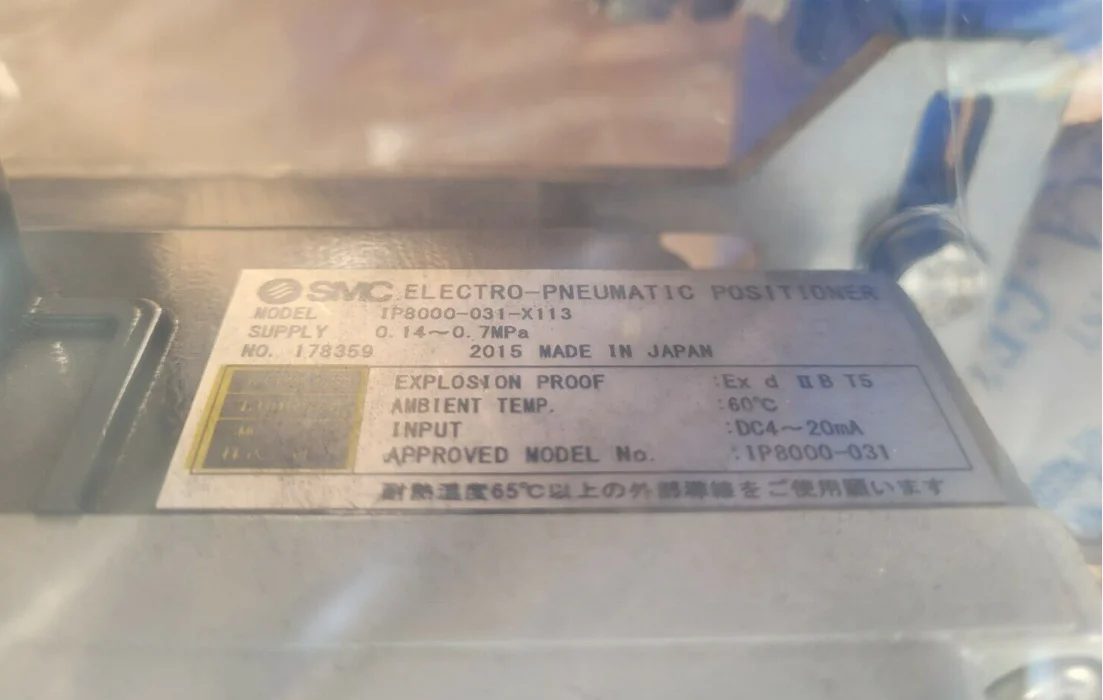 SMC ELECTRO-PNEUMATIC POSITIONER
MODEL IP8000-031-X113
SUPPLY 0.14～0.7MPa
NO. 178359 2015 MADE IN JAPAN
EXPLOSION PROOF :Ex d ⅡB T5
AMBIENT TEMP. :60℃
INPUT :DC4～20mA
APPROVED MODEL No. :IP8000-031
耐熱温度65℃以上の外部導線をご使用願います